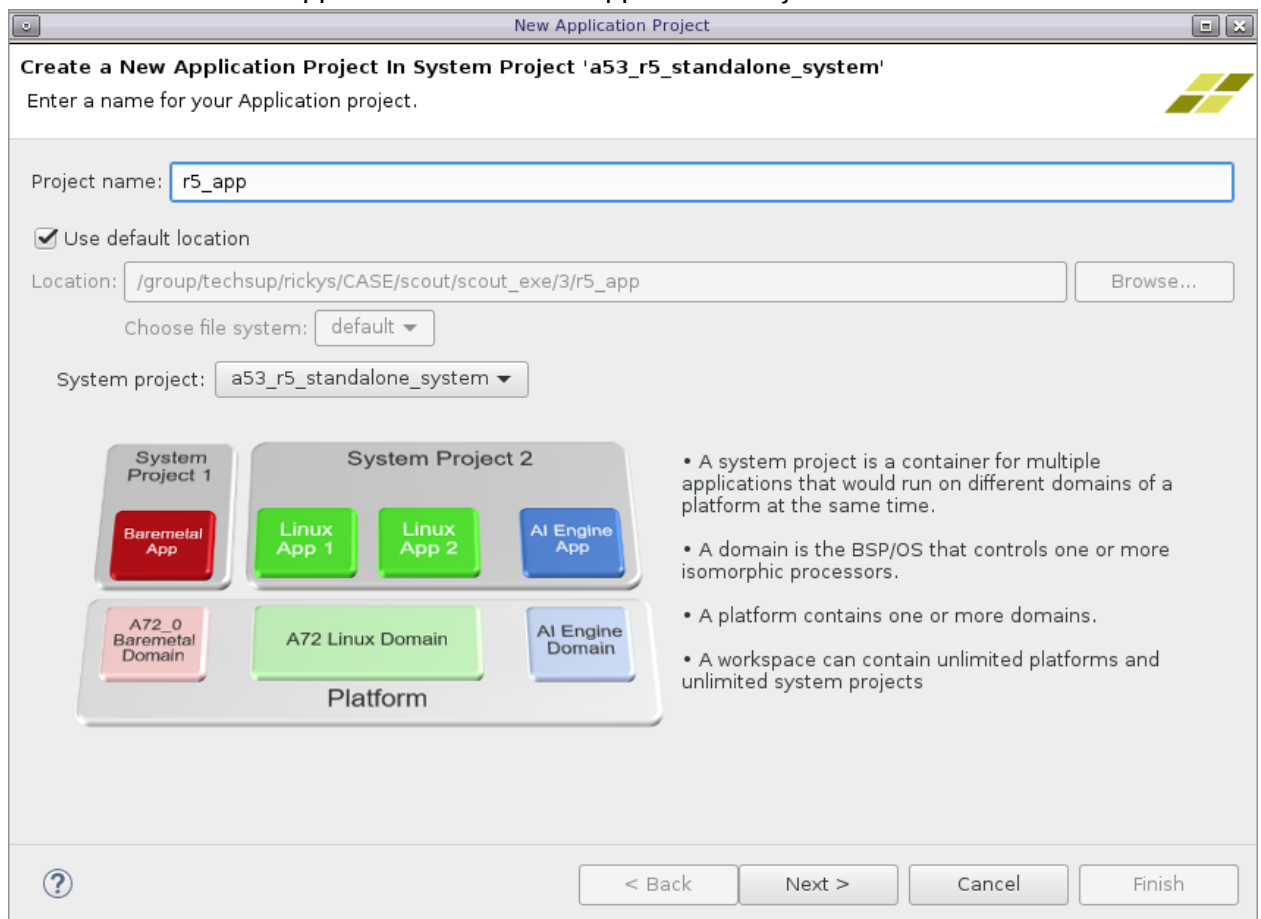 New Application Project
Create a New Application Project In System Project 'a53_r5_standalone_system'
Enter a name for your Application project.
Project name: r5_app
Use default location
Location: /group/techsup/rickys/CASE/scout/scout_exe/3/r5_app Browse...
Choose file system: default
System project: a53_r5_standalone_system
System
Project 1
System Project 2
Baremetal
App
Linux
App 1
Linux
App 2
AI Engine
App
A72_0
Baremetal
Domain
A72 Linux Domain
AI Engine
Domain
Platform
• A system project is a container for multiple
applications that would run on different domains of a
platform at the same time.
• A domain is the BSP/OS that controls one or more
isomorphic processors.
• A platform contains one or more domains.
• A workspace can contain unlimited platforms and
unlimited system projects
? < Back Next > Cancel Finish